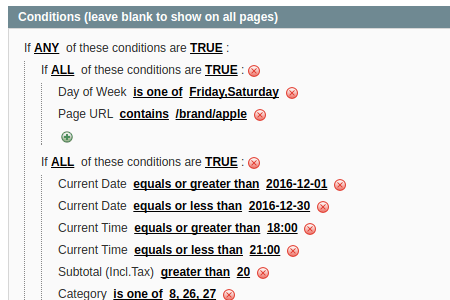 Conditions (leave blank to show on all pages)
If ANY of these conditions are TRUE :
If ALL of these conditions are TRUE :
Day of Week is one of Friday,Saturday
Page URL contains /brand/apple
If ALL of these conditions are TRUE :
Current Date equals or greater than 2016-12-01
Current Date equals or less than 2016-12-30
Current Time equals or greater than 18:00
Current Time equals or less than 21:00
Subtotal (Incl.Tax) greater than 20
Category is one of 8, 26, 27